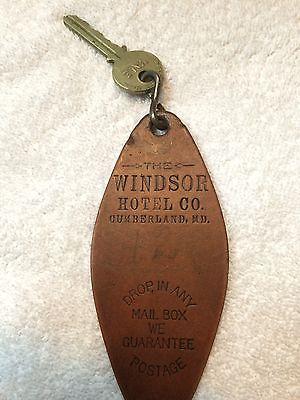 THE
WINDSOR
HOTEL CO.
CUMBERLAND, MD.
DROP IN ANY
MAIL BOX
WE
GUARANTEE
POSTAGE